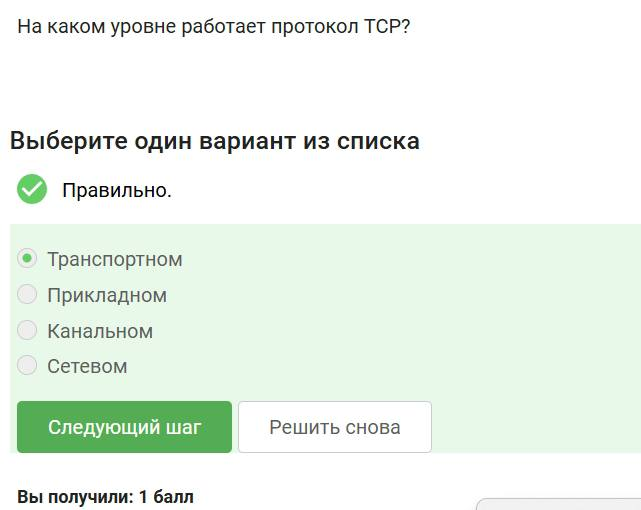 На каком уровне работает протокол TCP?
Выберите один вариант из списка
Правильно.
Транспортном
Прикладном
Канальном
Сетевом
Следующий шаг
Решить снова
Вы получили: 1 балл